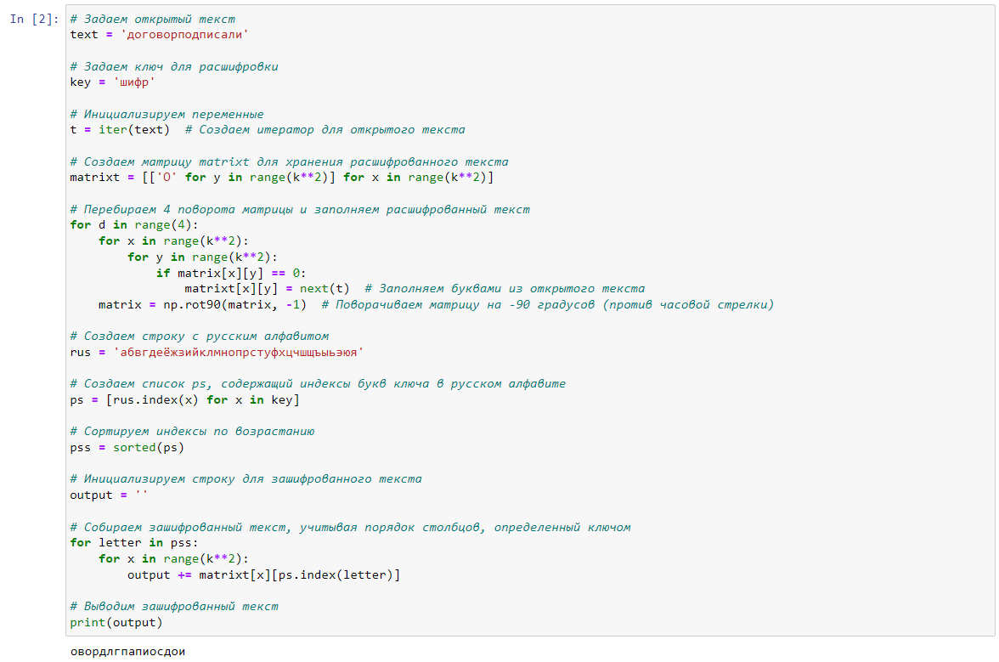 In [2]:
# Задаем открытый текст
text = 'договорподписали'
# Задаем ключ для расшифровки
key = 'шифр'
# Инициализируем переменные
t = iter(text)  # Создаем итератор для открытого текста
# Создаем матрицу matrixt для хранения расшифрованного текста
matrixt = [['О' for y in range(k**2)] for x in range(k**2)]
# Перебираем 4 поворота матрицы и заполняем расшифрованный текст
for d in range(4):
    for x in range(k**2):
        for y in range(k**2):
            if matrix[x][y] == 0:
                matrixt[x][y] = next(t)  # Заполняем буквами из открытого текста
    matrix = np.rot90(matrix, -1)  # Поворачиваем матрицу на -90 градусов (против часовой стрелки)
# Создаем строку с русским алфавитом
rus = 'абвгдеёжзийклмнопрстуфхцчшщъыьэюя'
# Создаем список ps, содержащий индексы букв ключа в русском алфавите
ps = [rus.index(x) for x in key]
# Сортируем индексы по возрастанию
pss = sorted(ps)
# Инициализируем строку для зашифрованного текста
output = ''
# Собираем зашифрованный текст, учитывая порядок столбцов, определенный ключом
for letter in pss:
    for x in range(k**2):
        output += matrixt[x][ps.index(letter)]
# Выводим зашифрованный текст
print(output)
овордлгпапиосдои